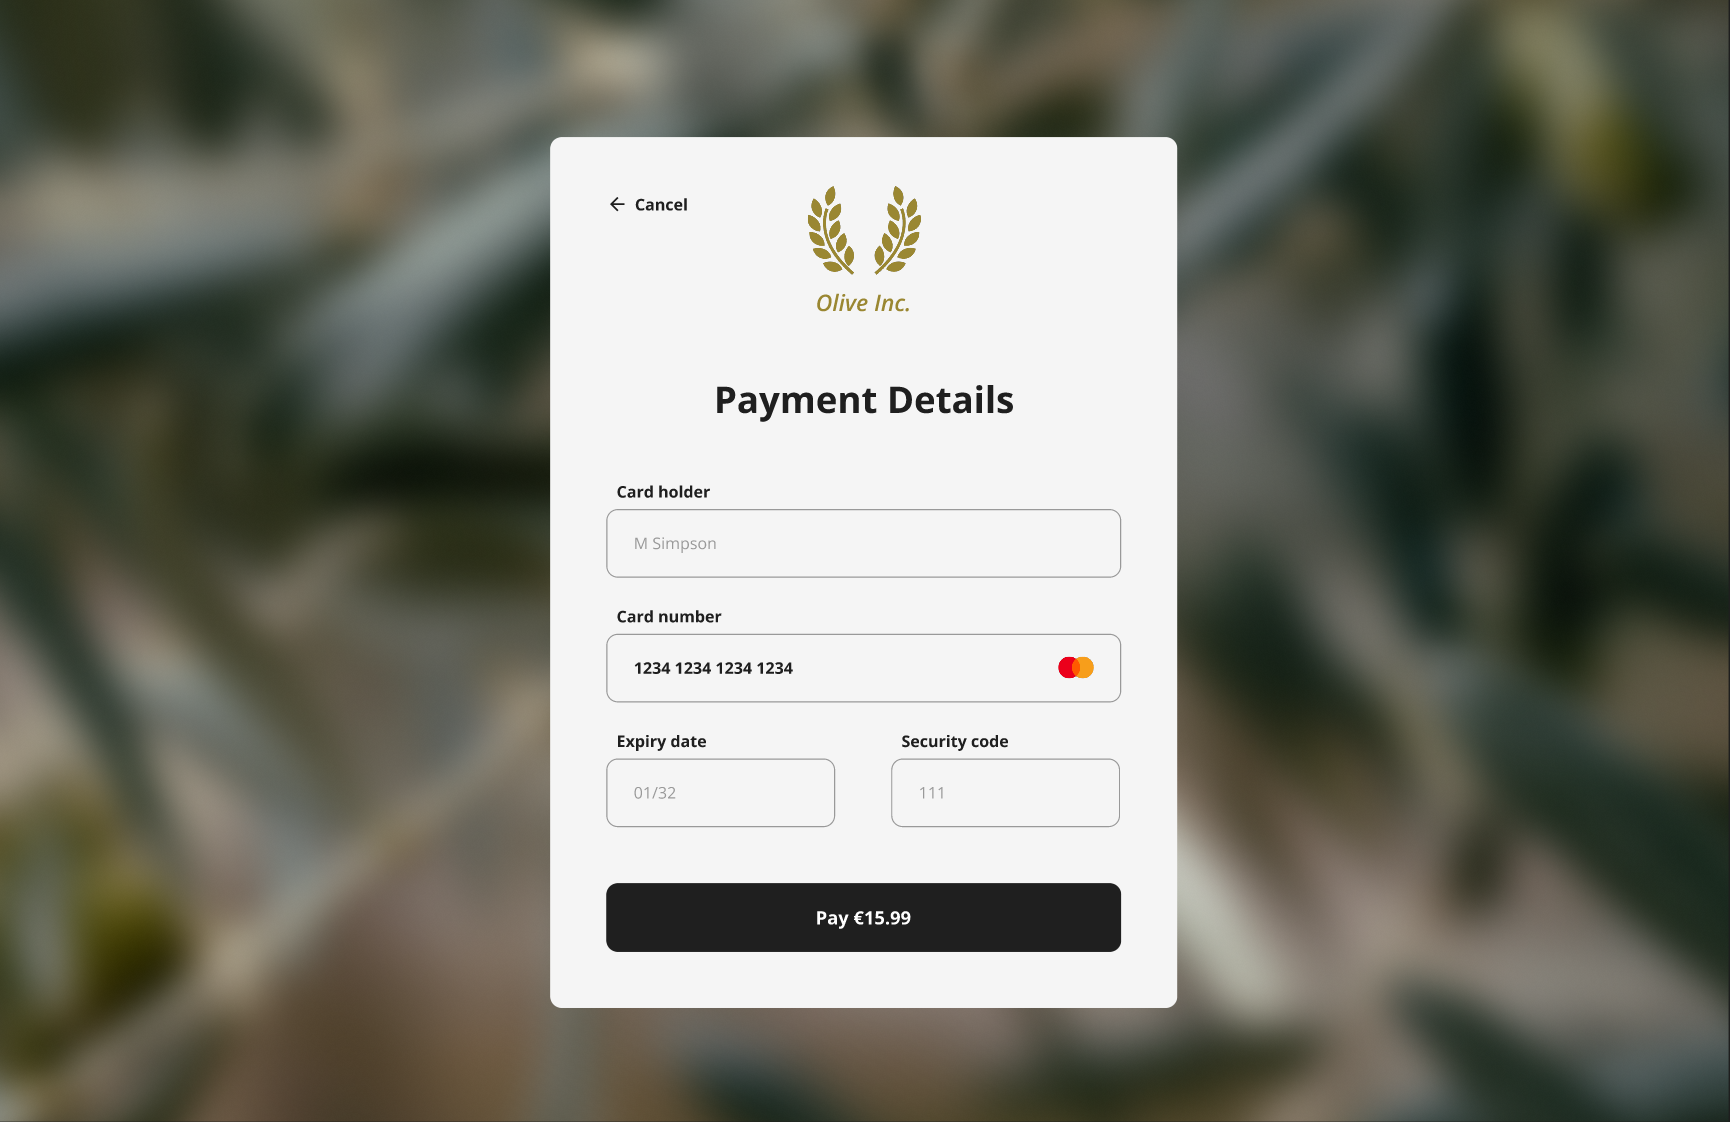 Cancel
Olive Inc.
Payment Details
Card holder
M Simpson
Card number
1234 1234 1234 1234
Expiry date
Security code
01/32
111
Pay €15.99